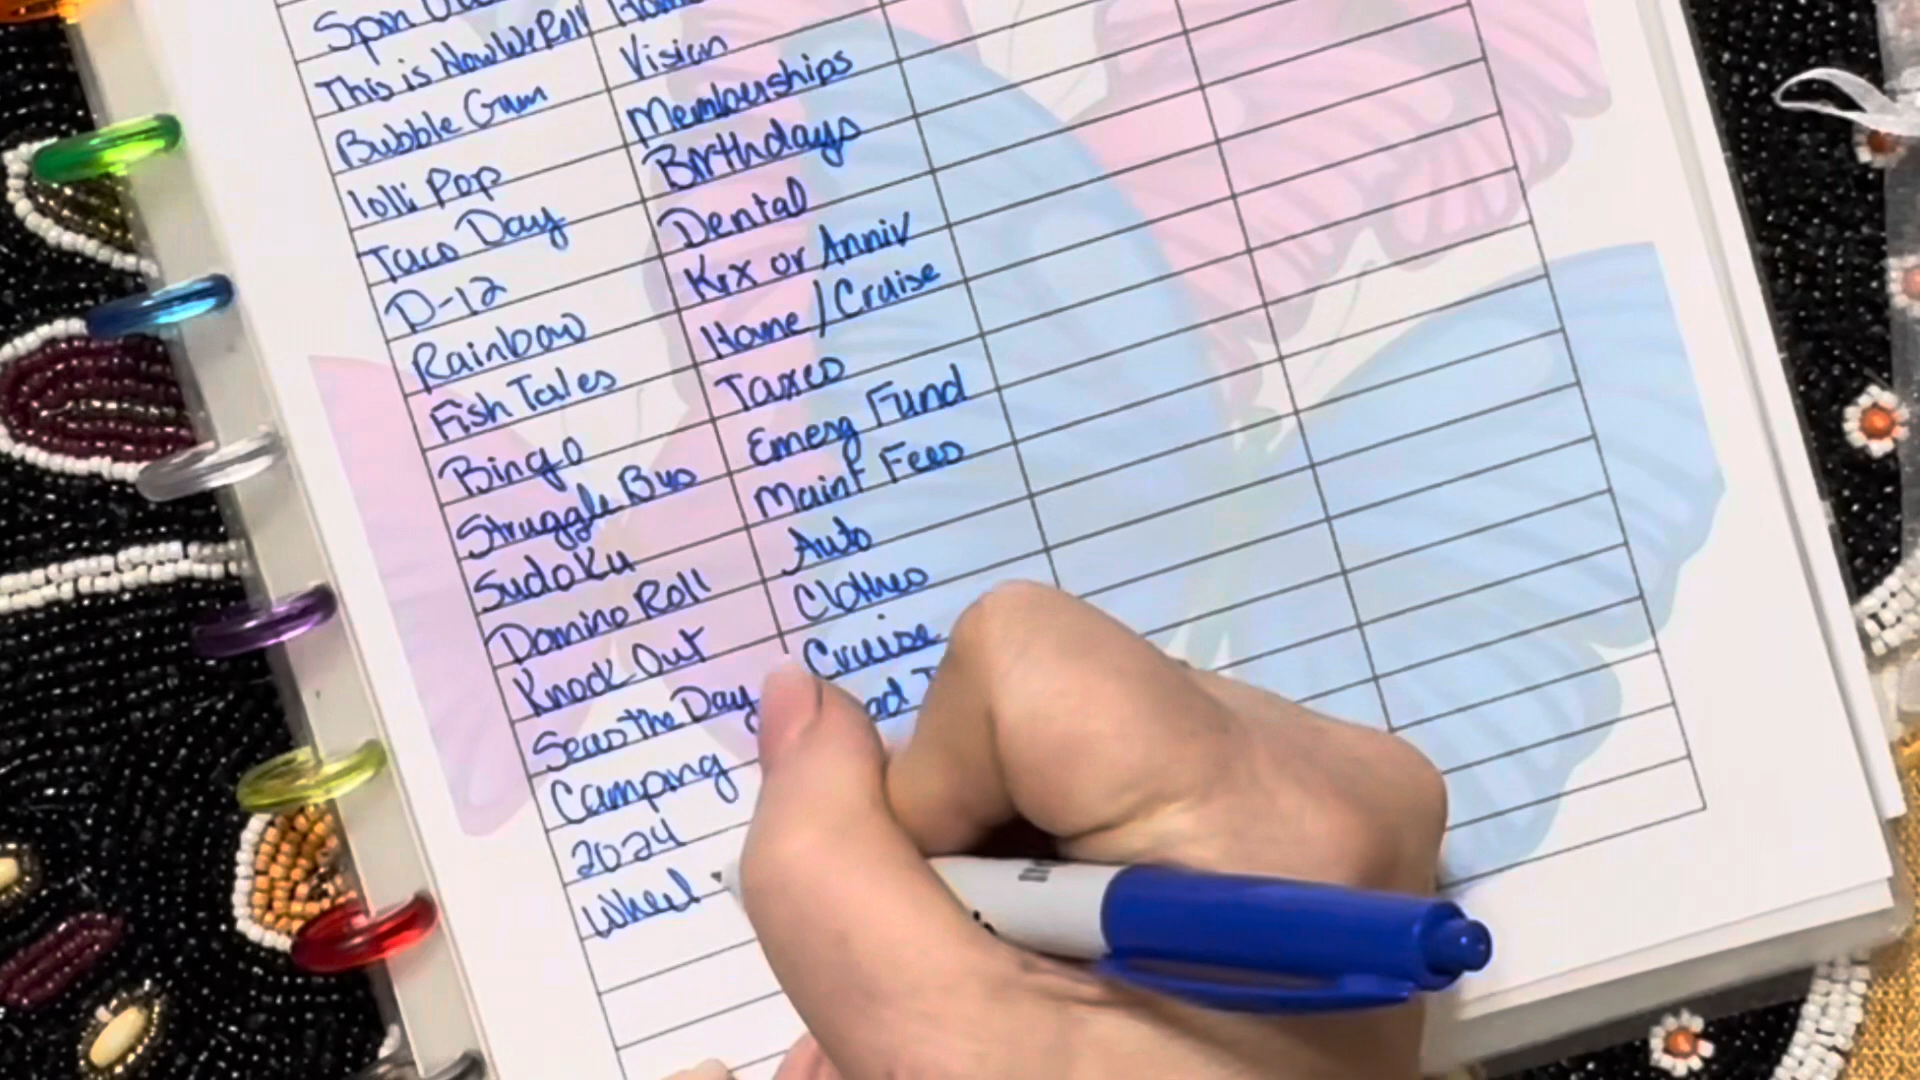 Spin
This is How We Roll
Vision
Bubble Gum Memberships
lolli Pop Birthdays
Taco Day Dental
D-12 Krx or Anniv
Rainbow Home / Cruise
Fish Tales Taxes
Bingo Emerg Fund
Struggle Bus Maint Fees
Sudoku Auto
Domino Roll Clothes
Knock Out Cruise
Seas the Day
Camping
2024
Wheel